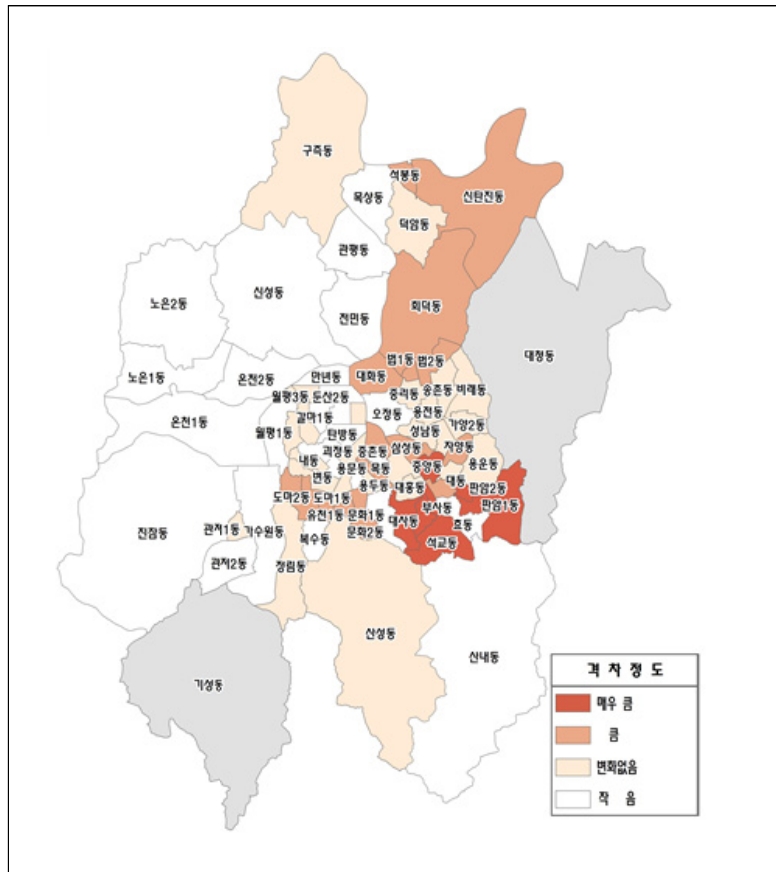 구즉동
석봉동
신탄진동
목상동
덕암동
관평동
노은2동
신성동
전민동
회덕동
대청동
법1동
법2동
노은1동
온천2동
만년동
대화동
중리동
송촌동
비래동
월평3동
둔산2동
온천1동
갈마1동
오정동
용전동
가양2동
월평1동
탄방동
성남동
괴정동
중촌동
삼성동
자양동
내동
용문동
목동
중앙동
용운동
변동
용두동
대흥동
대동
판암2동
도마2동
도마1동
유천1동
문화1동
대사동
부사동
판암1동
진잠동
관저1동
가수원동
복수동
문화2동
석교동
효동
관저2동
정림동
산성동
산내동
기성동
격 차 정 도
매우 큼
큼
변화없음
작 음